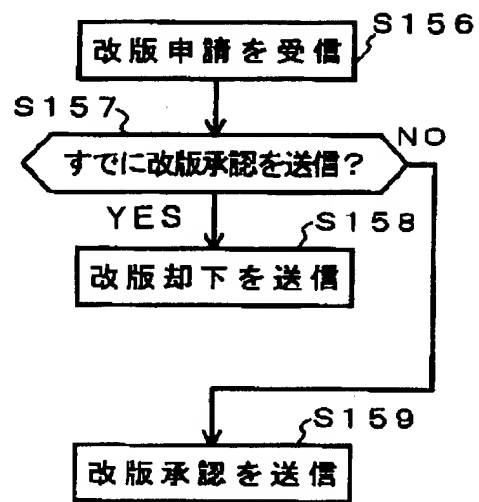 S156
改版申請を受信
S157
すでに改版承認を送信？
NO
YES
S158
改版却下を送信
S159
改版承認を送信